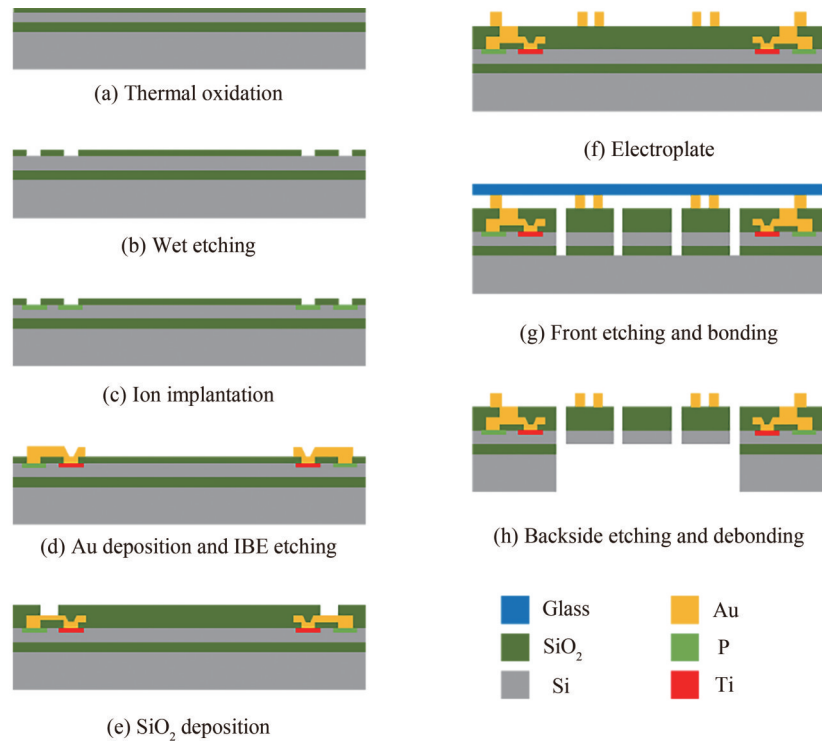 (a) Thermal oxidation
(b) Wet etching
(c) Ion implantation
(d) Au deposition and IBE etching
(e) SiO₂ deposition
(f) Electroplate
(g) Front etching and bonding
(h) Backside etching and debonding
Glass
Au
SiO₂
P
Si
Ti